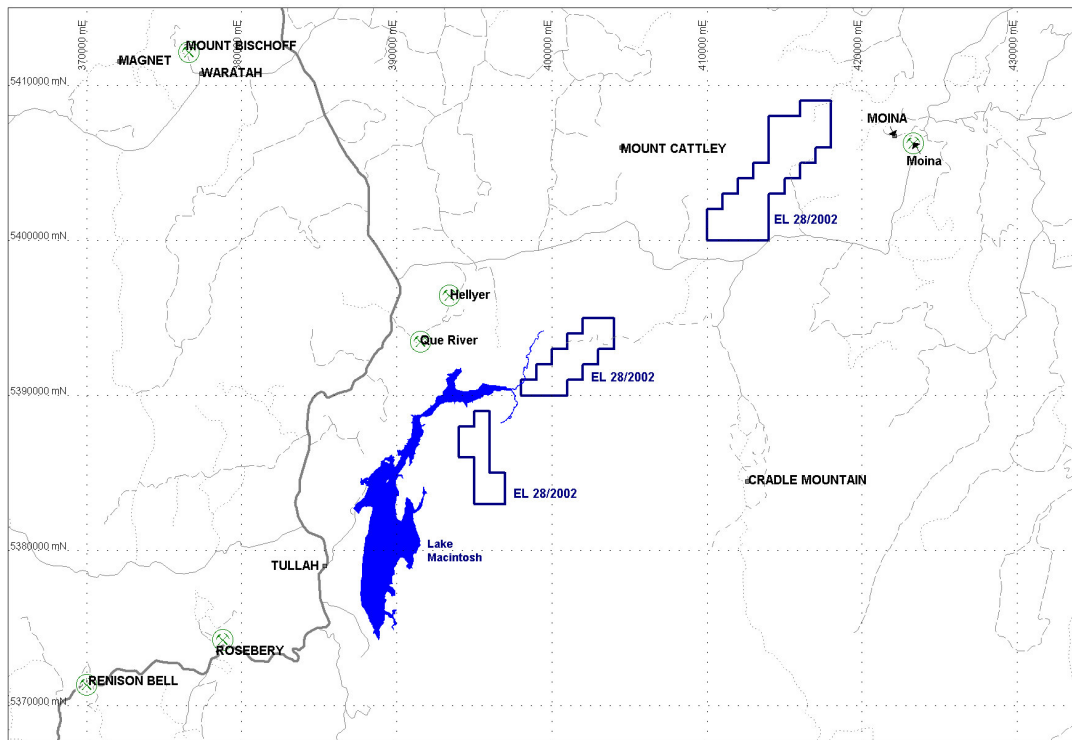 370000 mE
380000 mE
390000 mE
400000 mE
410000 mE
420000 mE
430000 mE
MOUNT BISCHOFF
MAGNET
WARATAH
5410000 mN
MOINA
Moina
MOUNT CATTLEY
EL 28/2002
5400000 mN
Hellyer
Que River
EL 28/2002
5390000 mN
CRADLE MOUNTAIN
EL 28/2002
Lake
Macintosh
5380000 mN
TULLAH
ROSEBERY
RENISON BELL
5370000 mN